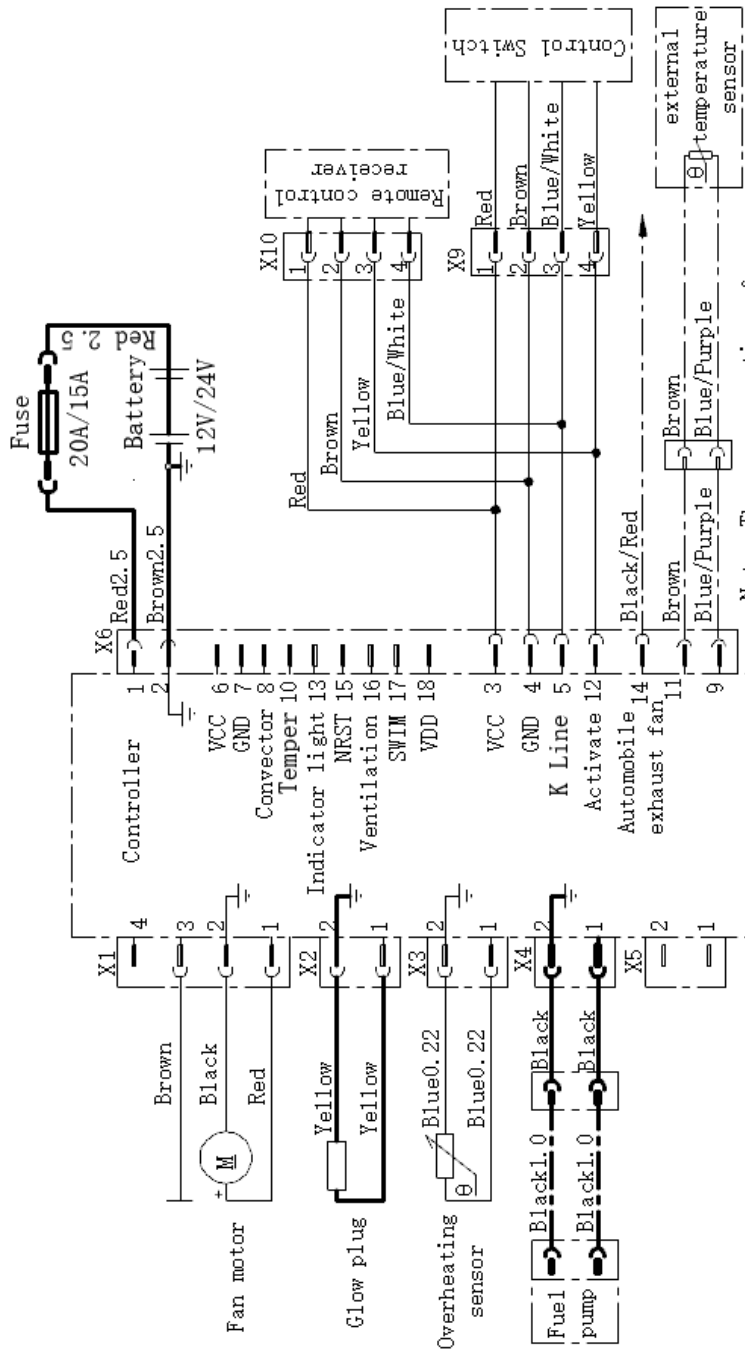 Fuel
pump
Black1.0
Black1.0
Black
Black
Overheating
sensor
Blue0.22
Blue0.22
θ
Glow plug
Yellow
Yellow
Fan motor
M
+
Brown
Black
Red
X5
2
1
X4
2
1
X3
2
1
X2
2
1
X1
4
3
2
1
Controller
VCC
GND
Convector
Temper
Indicator light
NRST
Ventilation
SWIM
VDD
VCC
GND
K Line
Activate
Automobile
exhaust fan
X6
1
2
6
7
8
10
13
15
16
17
18
3
4
5
12
14
11
9
Red2.5
Brown2.5
Fuse
20A/15A
Battery
12V/24V
Red 2.5
Red
Brown
Yellow
Blue/White
X10
1
2
3
4
Remote control
receiver
X9
1
2
3
4
Red
Brown
Blue/White
Yellow
Control Switch
Black/Red
Brown
Blue/Purple
Brown
Blue/Purple
θ
external
temperature
sensor